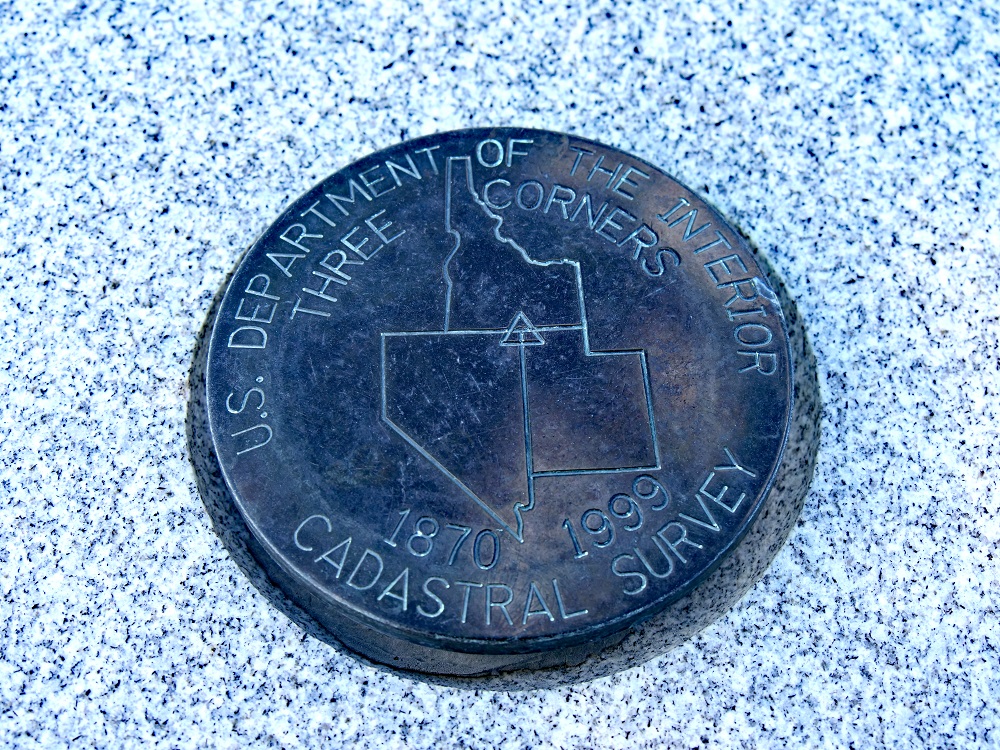 U.S. DEPARTMENT OF THE INTERIOR
THREE CORNERS
1870 1999
CADASTRAL SURVEY